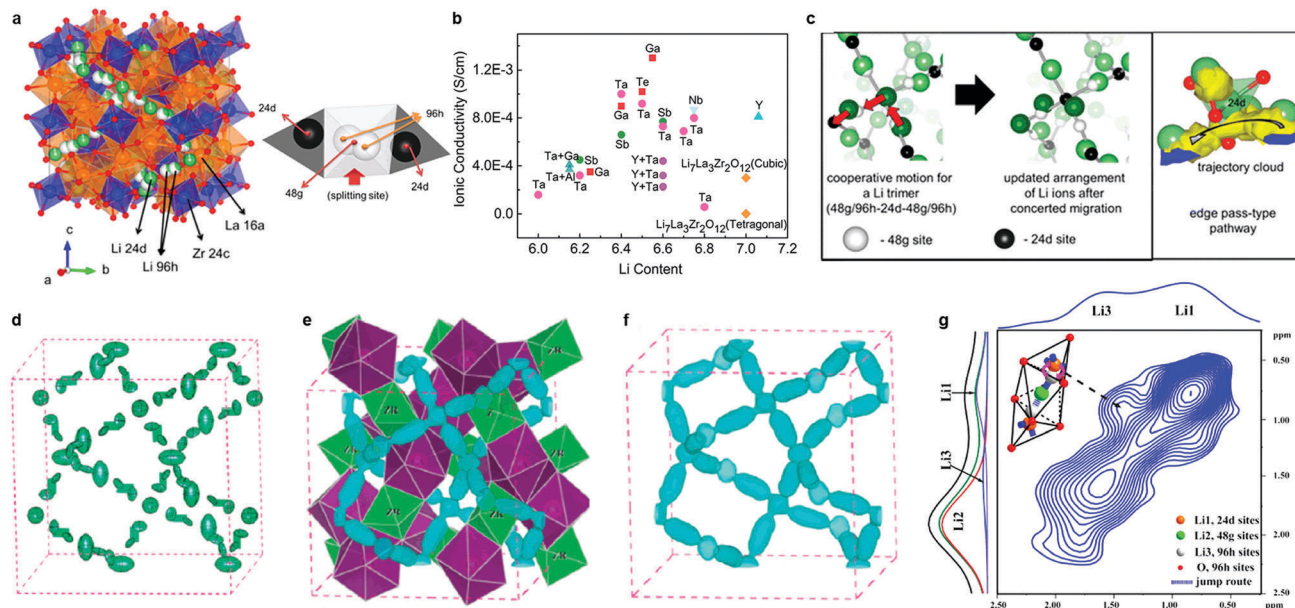 a
24d
96h
48g
(splitting site)
24d
La 16a
Li 24d
Li 96h
Zr 24c
c
b
a
b
Ionic Conductivity (S/cm)
1.2E-3
8.0E-4
4.0E-4
0.0
Ga
Ta
Te
Ga
Ta
Sb
Nb
Y
Sb
Ta
Ta
Ta
Ta+Ga
Sb
Ta+Al
Ga
Ta
Ta
Y+Ta
Y+Ta
Y+Ta
Ta
Li7La3Zr2O12(Cubic)
Li7La3Zr2O12(Tetragonal)
6.0 6.2 6.4 6.6 6.8 7.0 7.2
Li Content
c
cooperative motion for
a Li trimer
(48g/96h-24d-48g/96h)
updated arrangement
of Li ions after
concerted migration
- 48g site
- 24d site
24d
trajectory cloud
edge pass-type
pathway
d
e
ZR
ZR
ZR
ZR
f
g
Li3
Li1
ppm
ppm
0.50
1.00
1.50
2.00
2.50
Li1
Li3
Li2
Li1, 24d sites
Li2, 48g sites
Li3, 96h sites
O, 96h sites
jump route
2.50 2.00 1.50 1.00 0.50
ppm